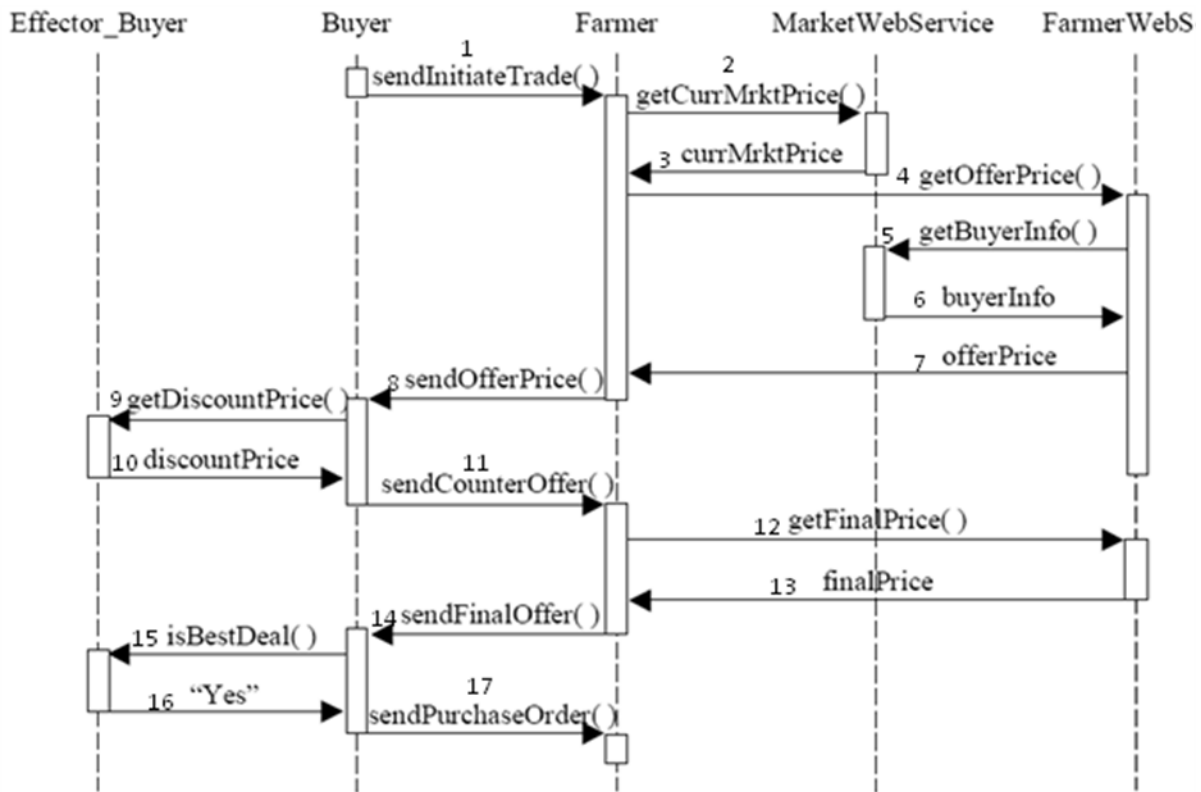 Effector_Buyer Buyer Farmer MarketWebService FarmerWebS
1 sendInitiateTrade( )
2 getCurrMrktPrice( )
3 currMrktPrice
4 getOfferPrice( )
5 getBuyerInfo( )
6 buyerInfo
7 offerPrice
8 sendOfferPrice( )
9 getDiscountPrice( )
10 discountPrice
11 sendCounterOffer( )
12 getFinalPrice( )
13 finalPrice
14 sendFinalOffer( )
15 isBestDeal( )
16 “Yes”
17 sendPurchaseOrder( )